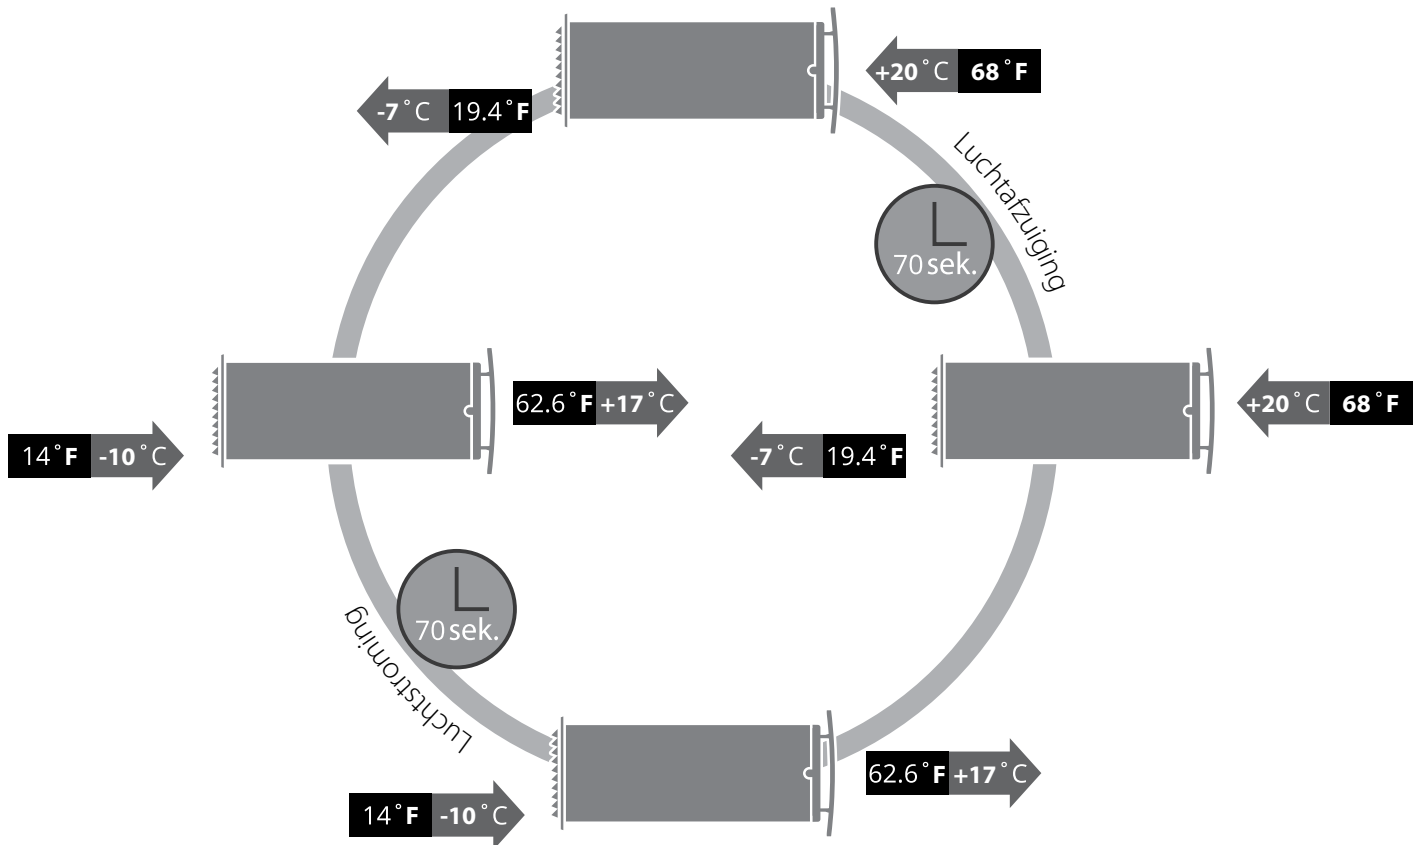 +20°C 68°F
-7°C 19.4°F
Luchtafzuiging
70 sek.
62.6°F +17°C
+20°C 68°F
14°F -10°C
-7°C 19.4°F
70 sek.
Luchtstroming
62.6°F +17°C
14°F -10°C